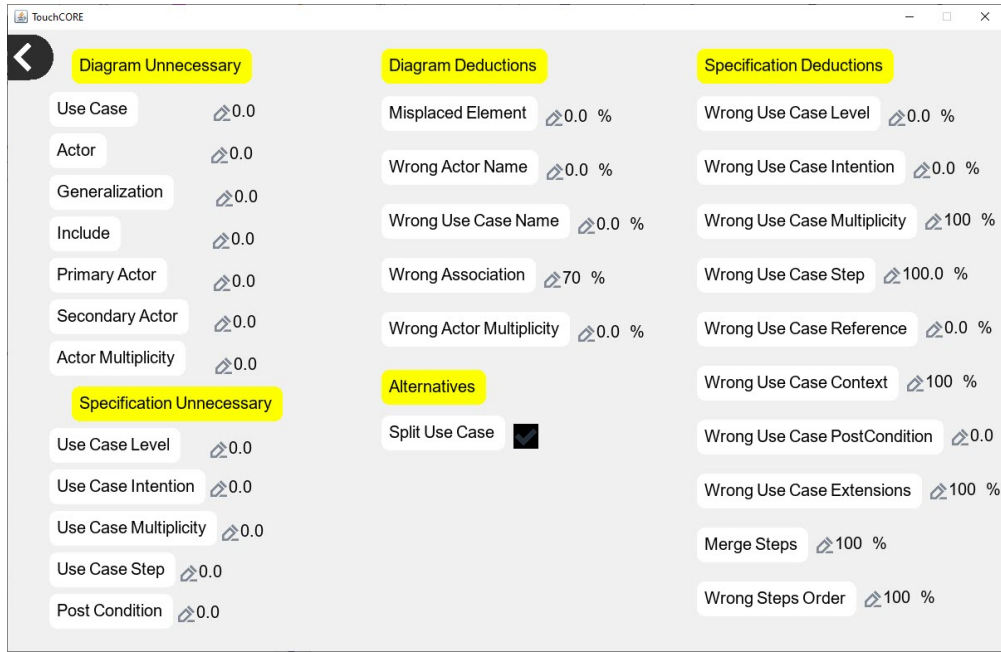 TouchCORE
Diagram Unnecessary
Use Case 0.0
Actor 0.0
Generalization 0.0
Include 0.0
Primary Actor 0.0
Secondary Actor 0.0
Actor Multiplicity 0.0
Specification Unnecessary
Use Case Level 0.0
Use Case Intention 0.0
Use Case Multiplicity 0.0
Use Case Step 0.0
Post Condition 0.0
Diagram Deductions
Misplaced Element 0.0 %
Wrong Actor Name 0.0 %
Wrong Use Case Name 0.0 %
Wrong Association 70 %
Wrong Actor Multiplicity 0.0 %
Alternatives
Split Use Case
Specification Deductions
Wrong Use Case Level 0.0 %
Wrong Use Case Intention 0.0 %
Wrong Use Case Multiplicity 100 %
Wrong Use Case Step 100.0 %
Wrong Use Case Reference 0.0 %
Wrong Use Case Context 100 %
Wrong Use Case PostCondition 0.0
Wrong Use Case Extensions 100 %
Merge Steps 100 %
Wrong Steps Order 100 %